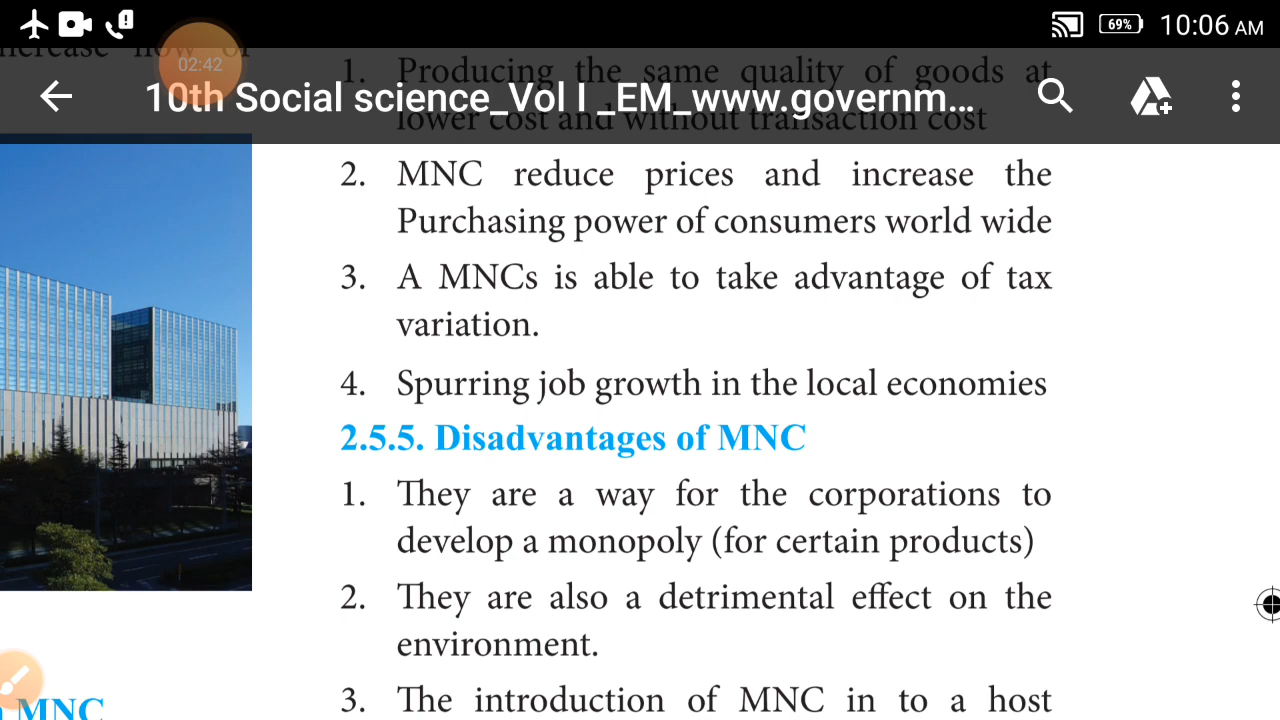 10:06 AM
69%
02:42
10th Social science_Vol I _EM_www.governm...
1. Producing the same quality of goods at
lower cost and without transaction cost
2. MNC reduce prices and increase the
Purchasing power of consumers world wide
3. A MNCs is able to take advantage of tax
variation.
4. Spurring job growth in the local economies
2.5.5. Disadvantages of MNC
1. They are a way for the corporations to
develop a monopoly (for certain products)
2. They are also a detrimental effect on the
environment.
3. The introduction of MNC in to a host
MNC